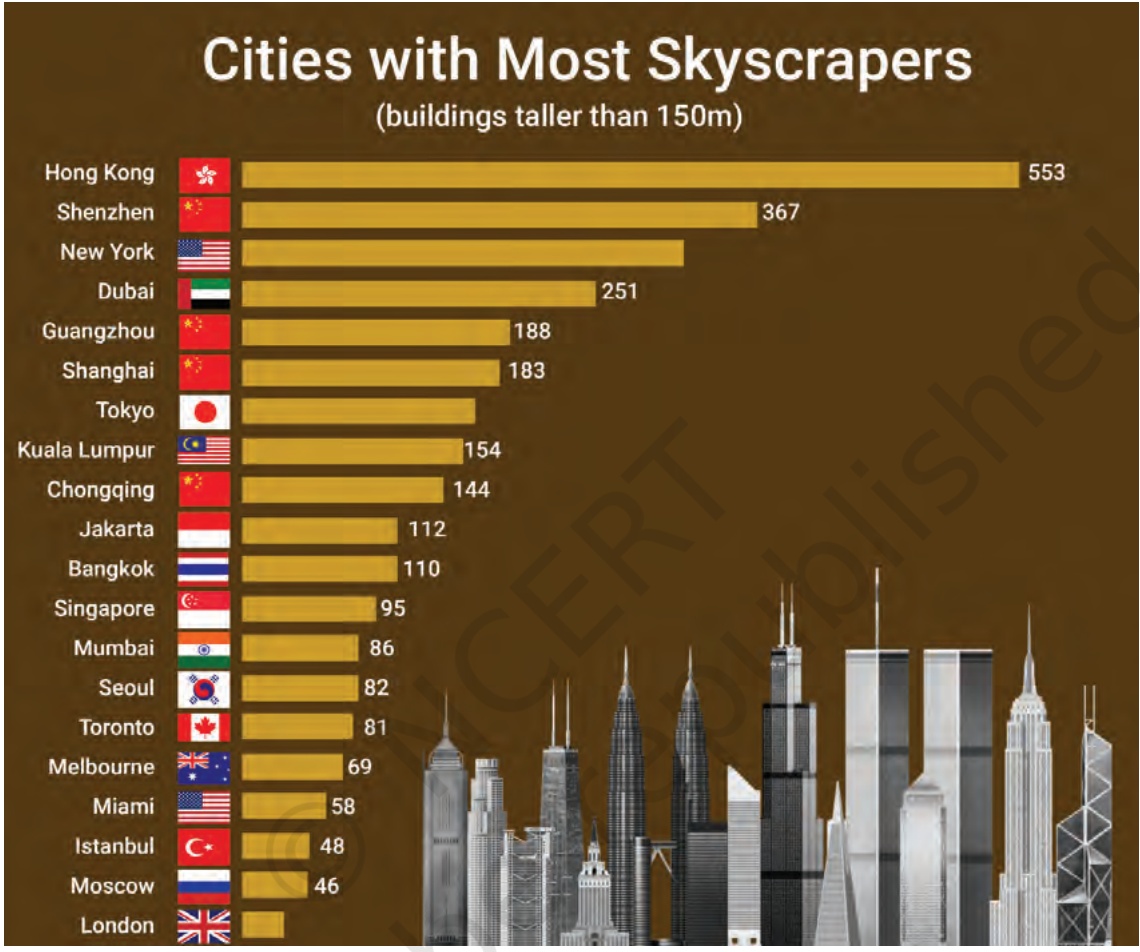 Cities with Most Skyscrapers
(buildings taller than 150m)
Hong Kong 553
Shenzhen 367
New York
Dubai 251
Guangzhou 188
Shanghai 183
Tokyo
Kuala Lumpur 154
Chongqing 144
Jakarta 112
Bangkok 110
Singapore 95
Mumbai 86
Seoul 82
Toronto 81
Melbourne 69
Miami 58
Istanbul 48
Moscow 46
London
© NCERT
republished